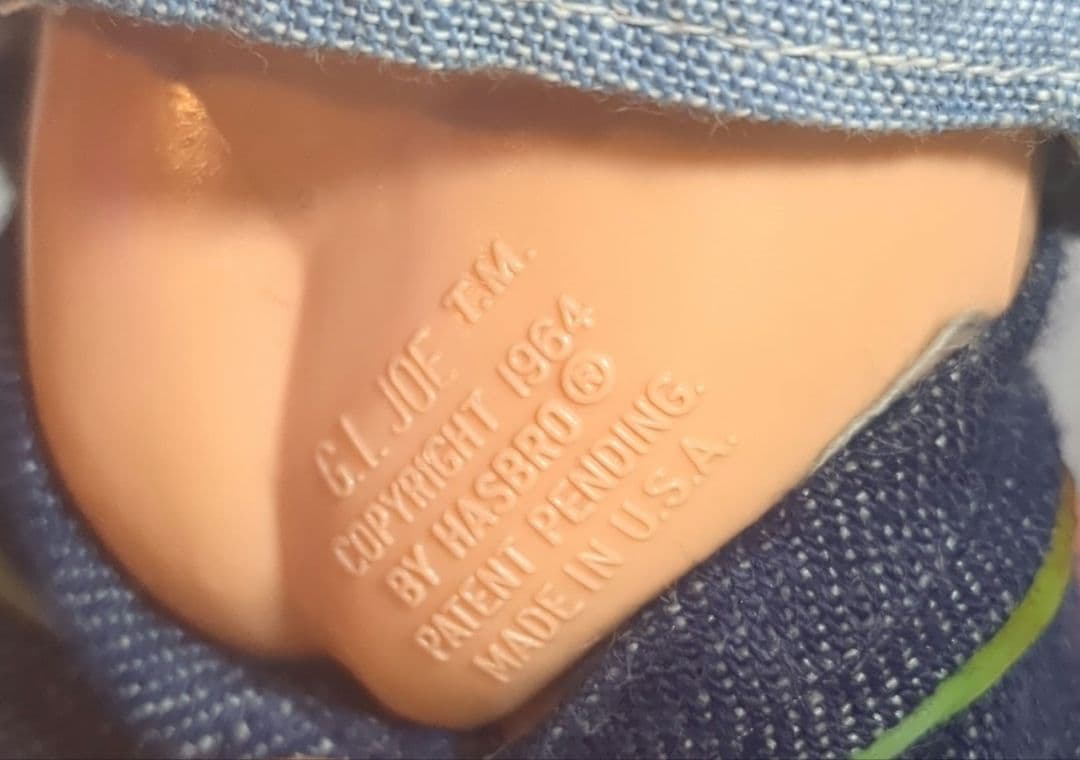 G.I. JOE T.M.
COPYRIGHT 1964
BY HASBRO ®
PATENT PENDING.
MADE IN U.S.A.